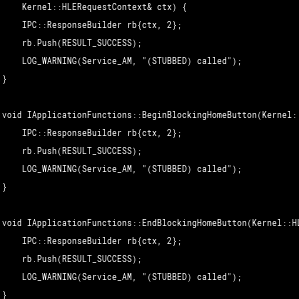 Kernel::HLERequestContext& ctx) {
IPC::ResponseBuilder rb{ctx, 2};
rb.Push(RESULT_SUCCESS);
LOG_WARNING(Service_AM, "(STUBBED) called");
}
void IApplicationFunctions::BeginBlockingHomeButton(Kernel:
IPC::ResponseBuilder rb{ctx, 2};
rb.Push(RESULT_SUCCESS);
LOG_WARNING(Service_AM, "(STUBBED) called");
}
void IApplicationFunctions::EndBlockingHomeButton(Kernel::HL
IPC::ResponseBuilder rb{ctx, 2};
rb.Push(RESULT_SUCCESS);
LOG_WARNING(Service_AM, "(STUBBED) called");
}